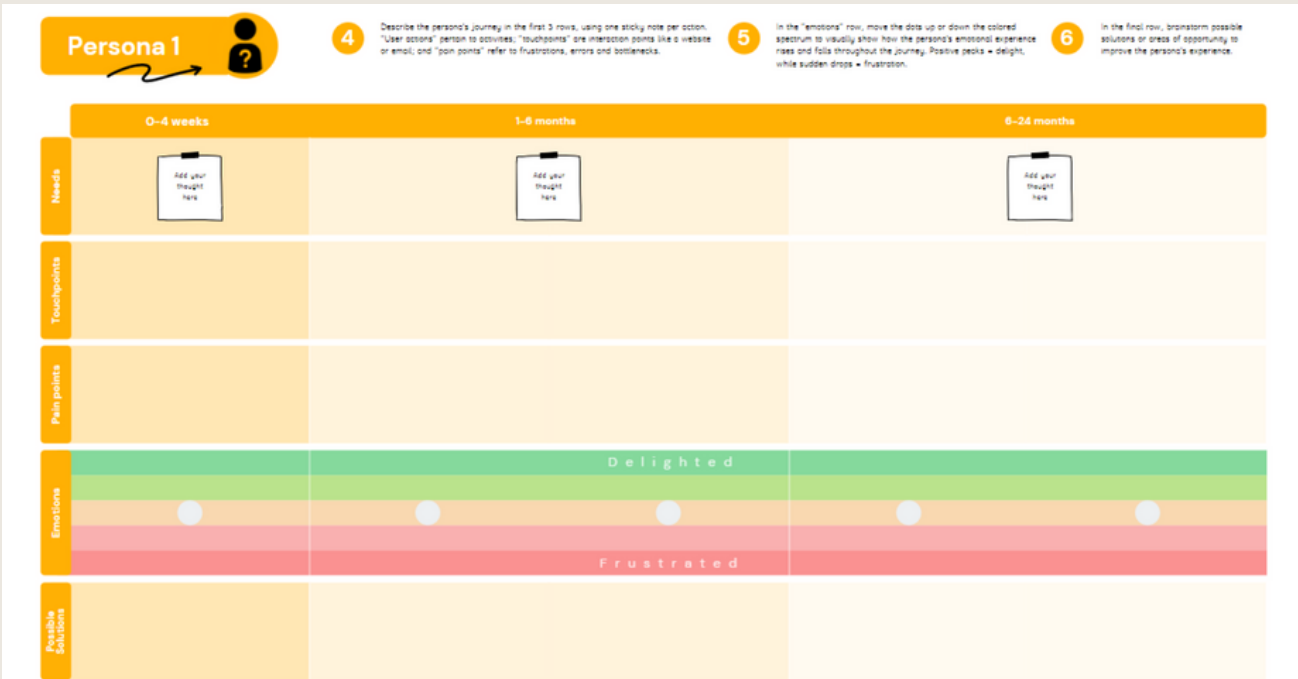 Persona 1
?
4
Describe the persona's journey in the first 3 rows, using one sticky note per action.
"User actions" pertain to activities; "touchpoints" are interaction points like a website
or email; and "pain points" refer to frustrations, errors and bottlenecks.
5
In the "emotions" row, move the dots up or down the colored
spectrum to visually show how the persona's emotional experience
rises and falls throughout the journey. Positive peaks = delight,
while sudden drops = frustration.
6
In the final row, brainstorm possible
solutions or areas of opportunity to
improve the persona's experience.
0-4 weeks
1-6 months
6-24 months
Needs
Add your
thought
here
Add your
thought
here
Add your
thought
here
Touchpoints
Pain points
Emotions
Delighted
Frustrated
Possible
Solutions